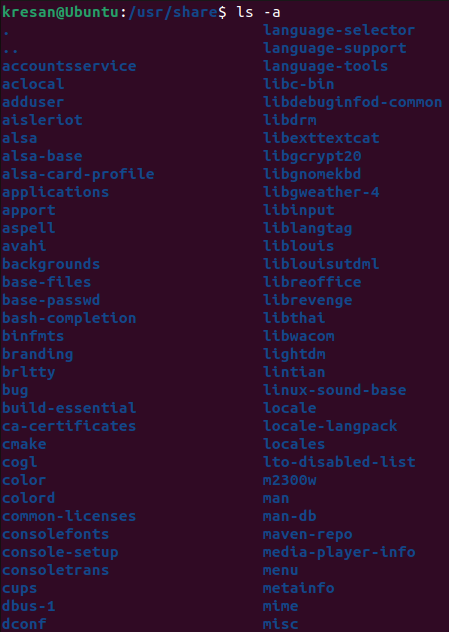 kresan@Ubuntu:/usr/share$ ls -a
. language-selector
.. language-support
accountsservice language-tools
aclocal libc-bin
adduser libdebuginfod-common
aisleriot libdrm
alsa libexttextcat
alsa-base libgcrypt20
alsa-card-profile libgnomekbd
applications libgweather-4
apport libinput
aspell liblangtag
avahi liblouis
backgrounds liblouisutdml
base-files libreoffice
base-passwd librevenge
bash-completion libthai
binfmts libwacom
branding lightdm
brltty lintian
bug linux-sound-base
build-essential locale
ca-certificates locale-langpack
cmake locales
cogl lto-disabled-list
color m2300w
colord man
common-licenses man-db
consolefonts maven-repo
console-setup media-player-info
consoletrans menu
cups metainfo
dbus-1 mime
dconf misc